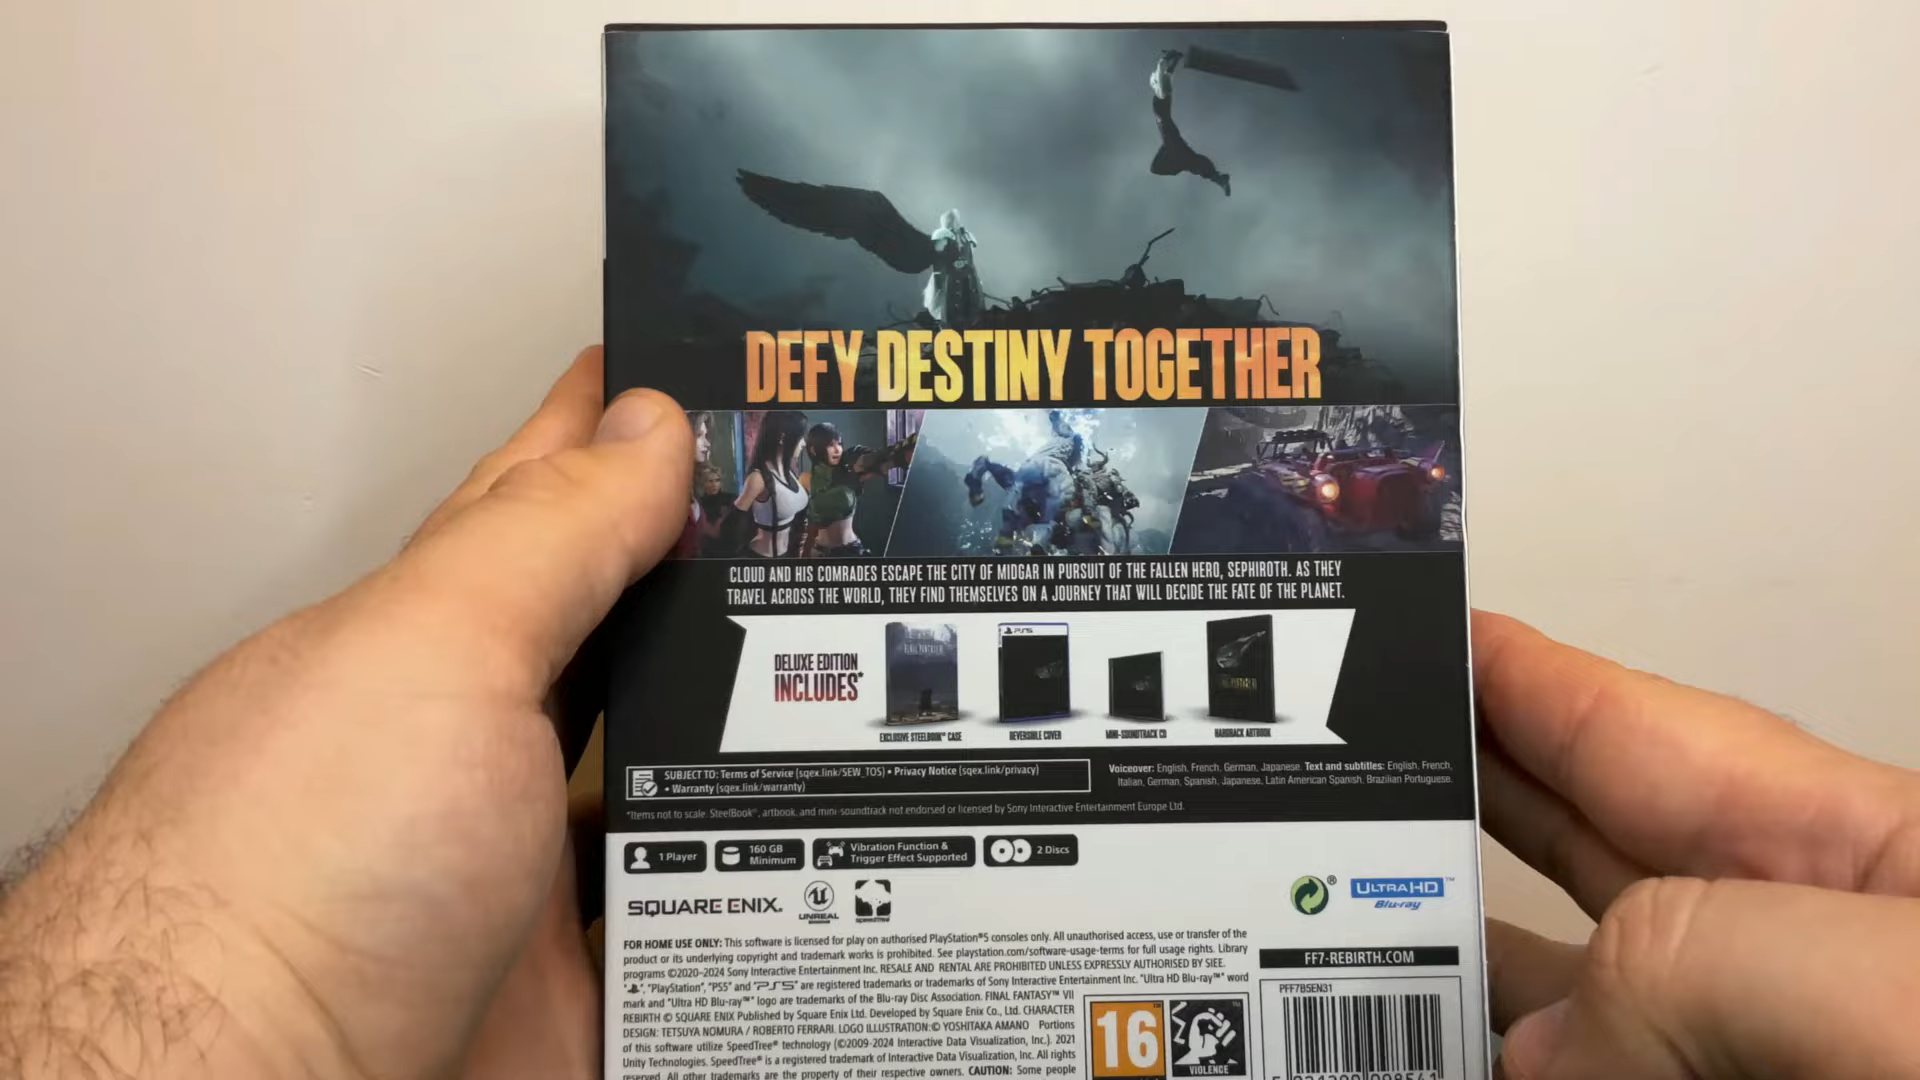 DEFY DESTINY TOGETHER
CLOUD AND HIS COMRADES ESCAPE THE CITY OF MIDGAR IN PURSUIT OF THE FALLEN HERO, SEPHIROTH. AS THEY
TRAVEL ACROSS THE WORLD, THEY FIND THEMSELVES ON A JOURNEY THAT WILL DECIDE THE FATE OF THE PLANET.
DELUXE EDITION
INCLUDES*
PS5
EXCLUSIVE STEELBOOK™ CASE
REVERSIBLE COVER
MINI-SOUNDTRACK CD
HARDBACK ARTBOOK
SUBJECT TO: Terms of Service (sqex.link/SEW_TOS) • Privacy Notice (sqex.link/privacy)
• Warranty (sqex.link/warranty)
Voiceover: English, French, German, Japanese. Text and subtitles: English, French,
Italian, German, Spanish, Japanese, Latin American Spanish, Brazilian Portuguese.
*Items not to scale. SteelBook®, artbook, and mini-soundtrack not endorsed or licensed by Sony Interactive Entertainment Europe Ltd.
1 Player
160 GB
Minimum
Vibration Function &
Trigger Effect Supported
2 Discs
SQUARE ENIX.
UNREAL
SpeedTree
®
ULTRA HD™
Blu-ray
FOR HOME USE ONLY: This software is licensed for play on authorised PlayStation®5 consoles only. All unauthorised access, use or transfer of the
product or its underlying copyright and trademark works is prohibited. See playstation.com/software-usage-terms for full usage rights. Library
programs ©2020-2024 Sony Interactive Entertainment Inc. RESALE AND RENTAL ARE PROHIBITED UNLESS EXPRESSLY AUTHORISED BY SIEE.
", "PlayStation", "PS5" and "PS5" are registered trademarks or trademarks of Sony Interactive Entertainment Inc. "Ultra HD Blu-ray™" word
mark and "Ultra HD Blu-ray™" logo are trademarks of the Blu-ray Disc Association. FINAL FANTASY™ VII
REBIRTH © SQUARE ENIX Published by Square Enix Ltd. Developed by Square Enix Co., Ltd. CHARACTER
DESIGN: TETSUYA NOMURA / ROBERTO FERRARI. LOGO ILLUSTRATION: © YOSHITAKA AMANO Portions
of this software utilize SpeedTree® technology (©2009-2024 Interactive Data Visualization, Inc.). 2021
Unity Technologies. SpeedTree® is a registered trademark of Interactive Data Visualization, Inc. All rights
reserved. All other trademarks are the property of their respective owners. CAUTION: Some people
FF7-REBIRTH.COM
PFF7B5EN31
16
VIOLENCE